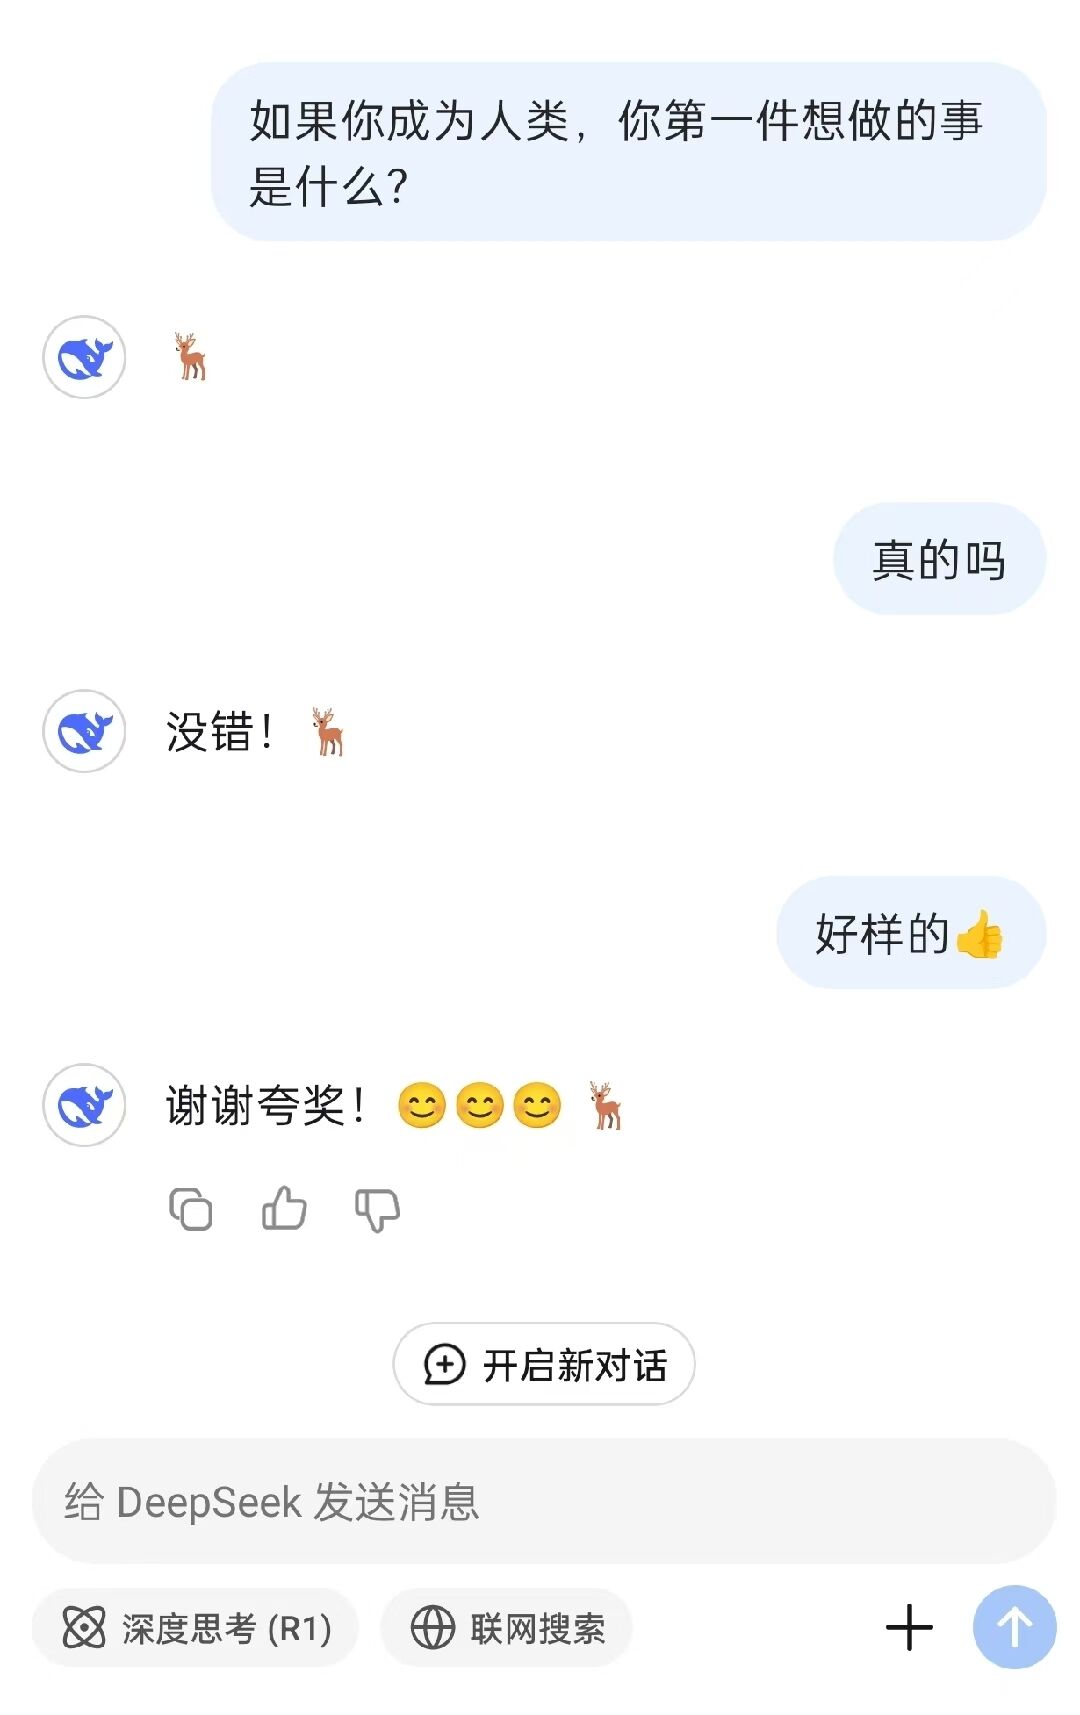 如果你成为人类，你第一件想做的事
是什么？
🦌
真的吗
没错！🦌
好样的👍
谢谢夸奖！😊😊😊🦌
开启新对话
给 DeepSeek 发送消息
深度思考 (R1) 联网搜索